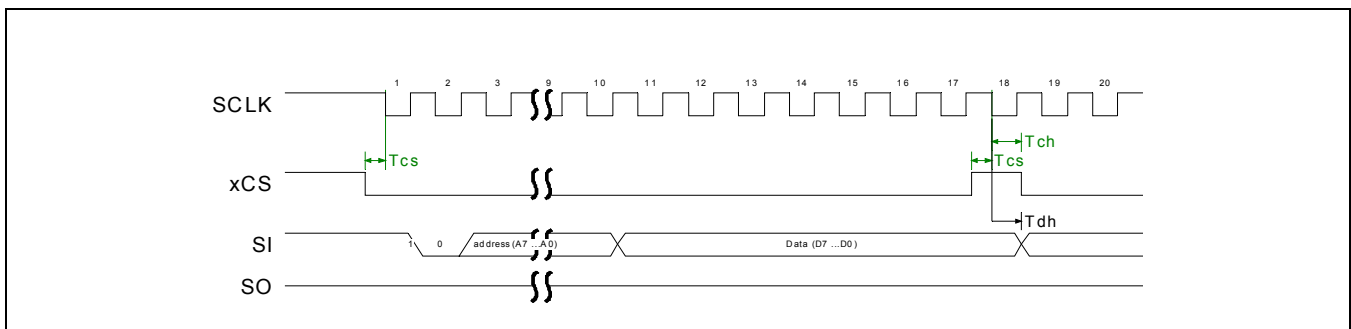 1 2 3 9 10 11 12 13 14 15 16 17 18 19 20
SCLK
Tch
Tcs Tcs
xCS
Tdh
SI 1 0 address (A7 ...A0) Data (D7 ...D0)
SO